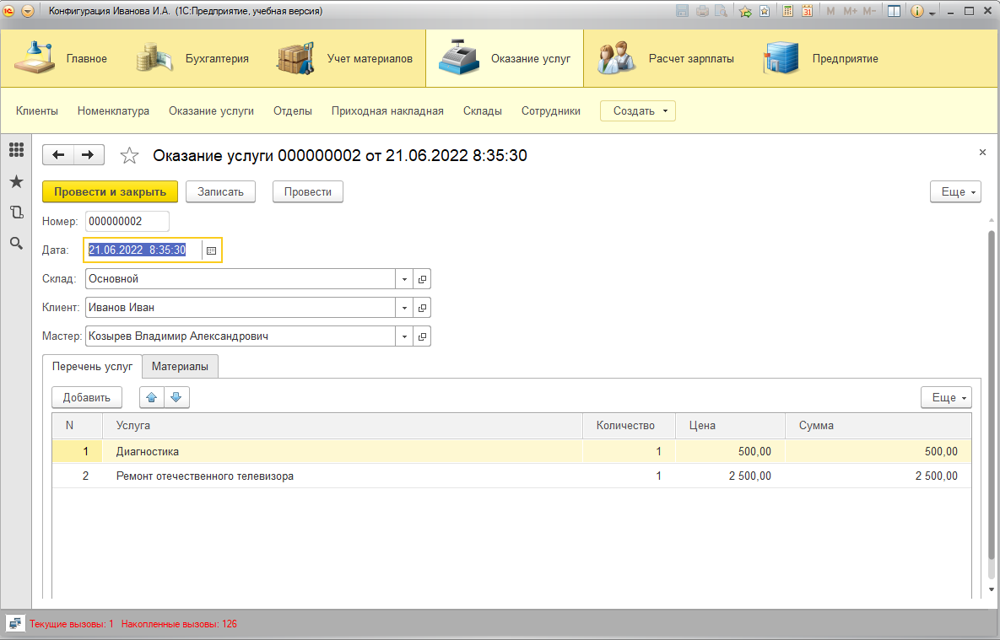 Конфигурация Иванова И.А. (1С:Предприятие, учебная версия)
M M+ M-
Главное Бухгалтерия Учет материалов Оказание услуг Расчет зарплаты Предприятие
Клиенты Номенклатура Оказание услуги Отделы Приходная накладная Склады Сотрудники Создать
Оказание услуги 000000002 от 21.06.2022 8:35:30
Провести и закрыть Записать Провести Еще
Номер: 000000002
Дата: 21.06.2022 8:35:30
Склад: Основной
Клиент: Иванов Иван
Мастер: Козырев Владимир Александрович
Перечень услуг Материалы
Добавить Еще
N Услуга Количество Цена Сумма
1 Диагностика 1 500,00 500,00
2 Ремонт отечественного телевизора 1 2 500,00 2 500,00
Текущие вызовы: 1 Накопленные вызовы: 126